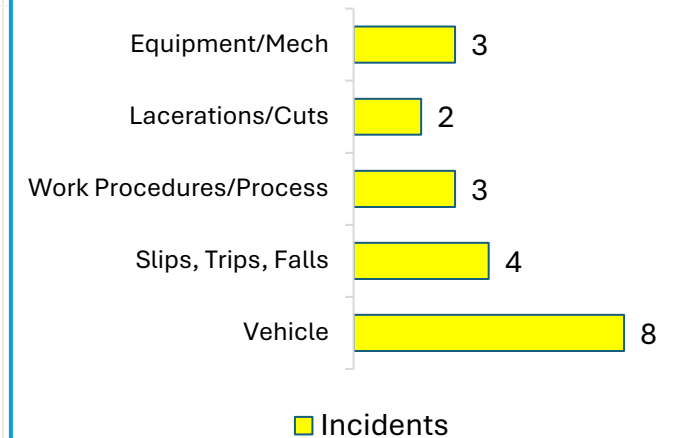 Equipment/Mech 3
Lacerations/Cuts 2
Work Procedures/Process 3
Slips, Trips, Falls 4
Vehicle 8
Incidents